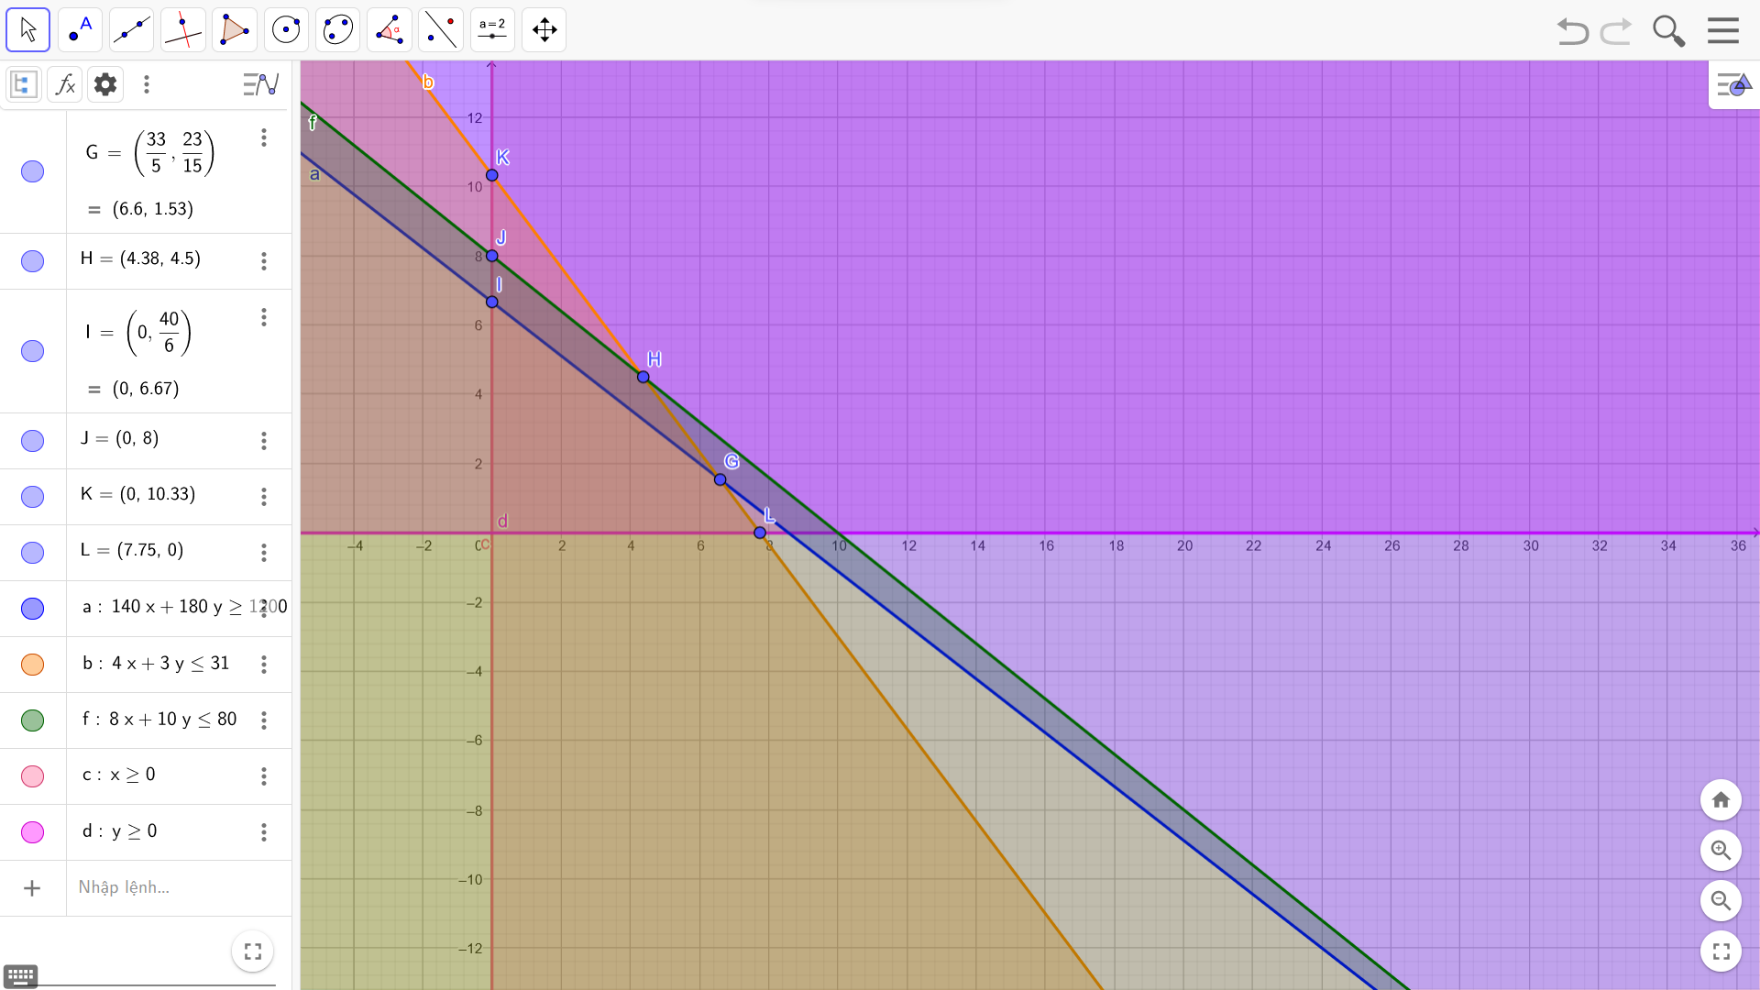 A
α
a=2
G = (33/5, 23/15)
= (6.6, 1.53)
H = (4.38, 4.5)
I = (0, 40/6)
= (0, 6.67)
J = (0, 8)
K = (0, 10.33)
L = (7.75, 0)
a : 140 x + 180 y ≥ 1200
b : 4 x + 3 y ≤ 31
f : 8 x + 10 y ≤ 80
c : x ≥ 0
d : y ≥ 0
+ Nhập lệnh...
b
f
12
K
a
10
J
8
I
6
H
4
G
2
L
d
–4 –2 0 c 2 4 6 8 10 12 14 16 18 20 22 24 26 28 30 32 34 36
–2
–4
–6
–8
–10
–12